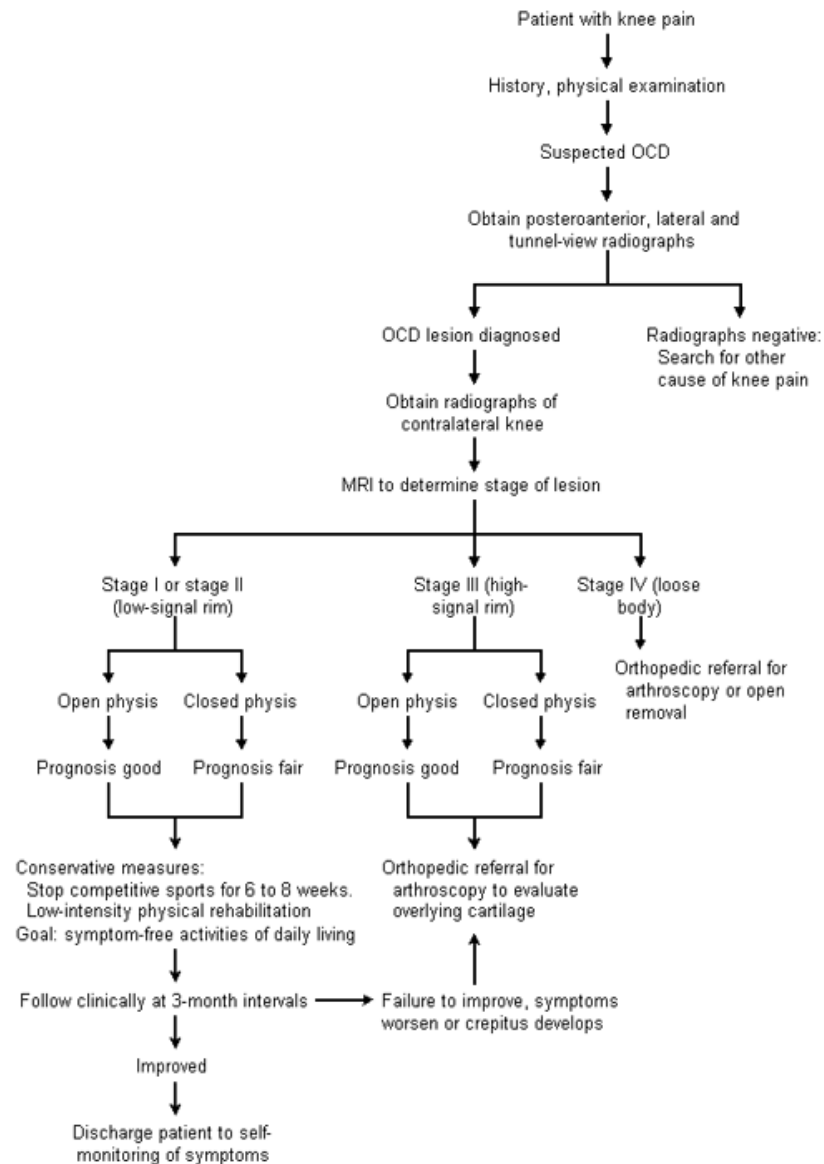 Patient with knee pain
History, physical examination
Suspected OCD
Obtain posteroanterior, lateral and
tunnel-view radiographs
OCD lesion diagnosed
Radiographs negative:
Search for other
cause of knee pain
Obtain radiographs of
contralateral knee
MRI to determine stage of lesion
Stage I or stage II
(low-signal rim)
Stage III (high-
signal rim)
Stage IV (loose
body)
Orthopedic referral for
arthroscopy or open
removal
Open physis
Closed physis
Open physis
Closed physis
Prognosis good
Prognosis fair
Prognosis good
Prognosis fair
Conservative measures:
Stop competitive sports for 6 to 8 weeks.
Low-intensity physical rehabilitation
Goal: symptom-free activities of daily living
Orthopedic referral for
arthroscopy to evaluate
overlying cartilage
Follow clinically at 3-month intervals
Failure to improve, symptoms
worsen or crepitus develops
Improved
Discharge patient to self-
monitoring of symptoms